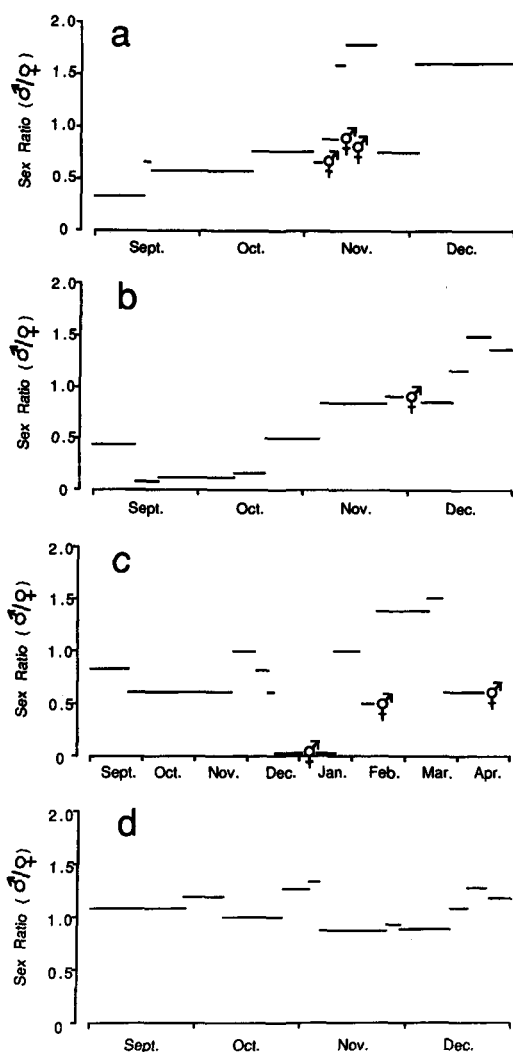 a
2.0
1.5
1.0
0.5
0
Sex Ratio (♂/♀)
Sept. Oct. Nov. Dec.
b
2.0
1.5
1.0
0.5
0
Sex Ratio (♂/♀)
Sept. Oct. Nov. Dec.
c
2.0
1.5
1.0
0.5
0
Sex Ratio (♂/♀)
Sept. Oct. Nov. Dec. Jan. Feb. Mar. Apr.
d
2.0
1.5
1.0
0.5
0
Sex Ratio (♂/♀)
Sept. Oct. Nov. Dec.